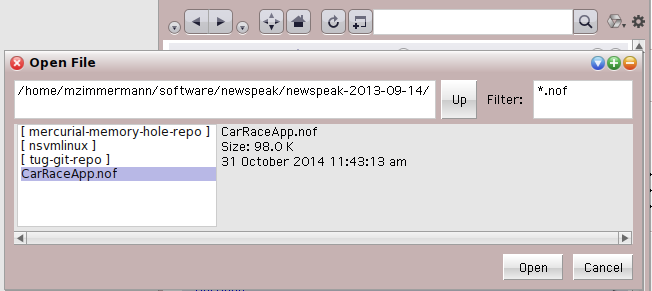 Open File
/home/mzimmermann/software/newspeak/newspeak-2013-09-14/
Up
Filter:
*.nof
[ mercurial-memory-hole-repo ]
[ nsvmlinux ]
[ tug-git-repo ]
CarRaceApp.nof
CarRaceApp.nof
Size: 98.0 K
31 October 2014 11:43:13 am
Open
Cancel